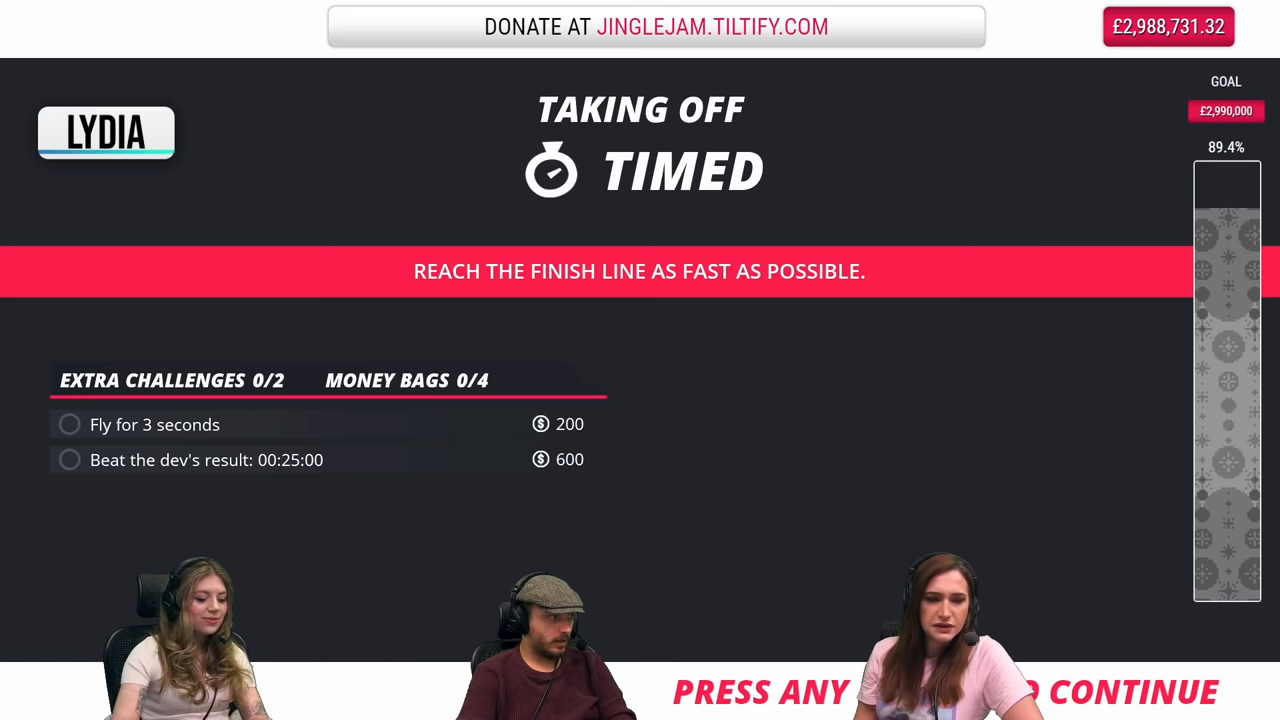 DONATE AT JINGLEJAM.TILTIFY.COM
£2,988,731.32
GOAL
£2,990,000
89.4%
LYDIA
TAKING OFF
TIMED
REACH THE FINISH LINE AS FAST AS POSSIBLE.
EXTRA CHALLENGES 0/2 MONEY BAGS 0/4
Fly for 3 seconds $ 200
Beat the dev's result: 00:25:00 $ 600
PRESS ANY CONTINUE